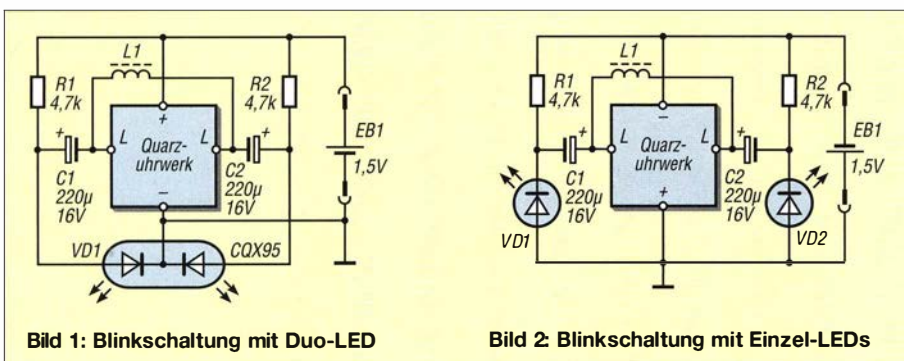 L1
R1
4,7k
R2
4,7k
+
+
L
Quarz-
uhrwerk
L
+
–
C1
220µ
16V
C2
220µ
16V
EB1
1,5V
VD1
CQX95
Bild 1: Blinkschaltung mit Duo-LED
L1
R1
4,7k
R2
4,7k
–
+
L
Quarz-
uhrwerk
L
+
+
C1
220µ
16V
C2
220µ
16V
EB1
1,5V
VD1
VD2
Bild 2: Blinkschaltung mit Einzel-LEDs